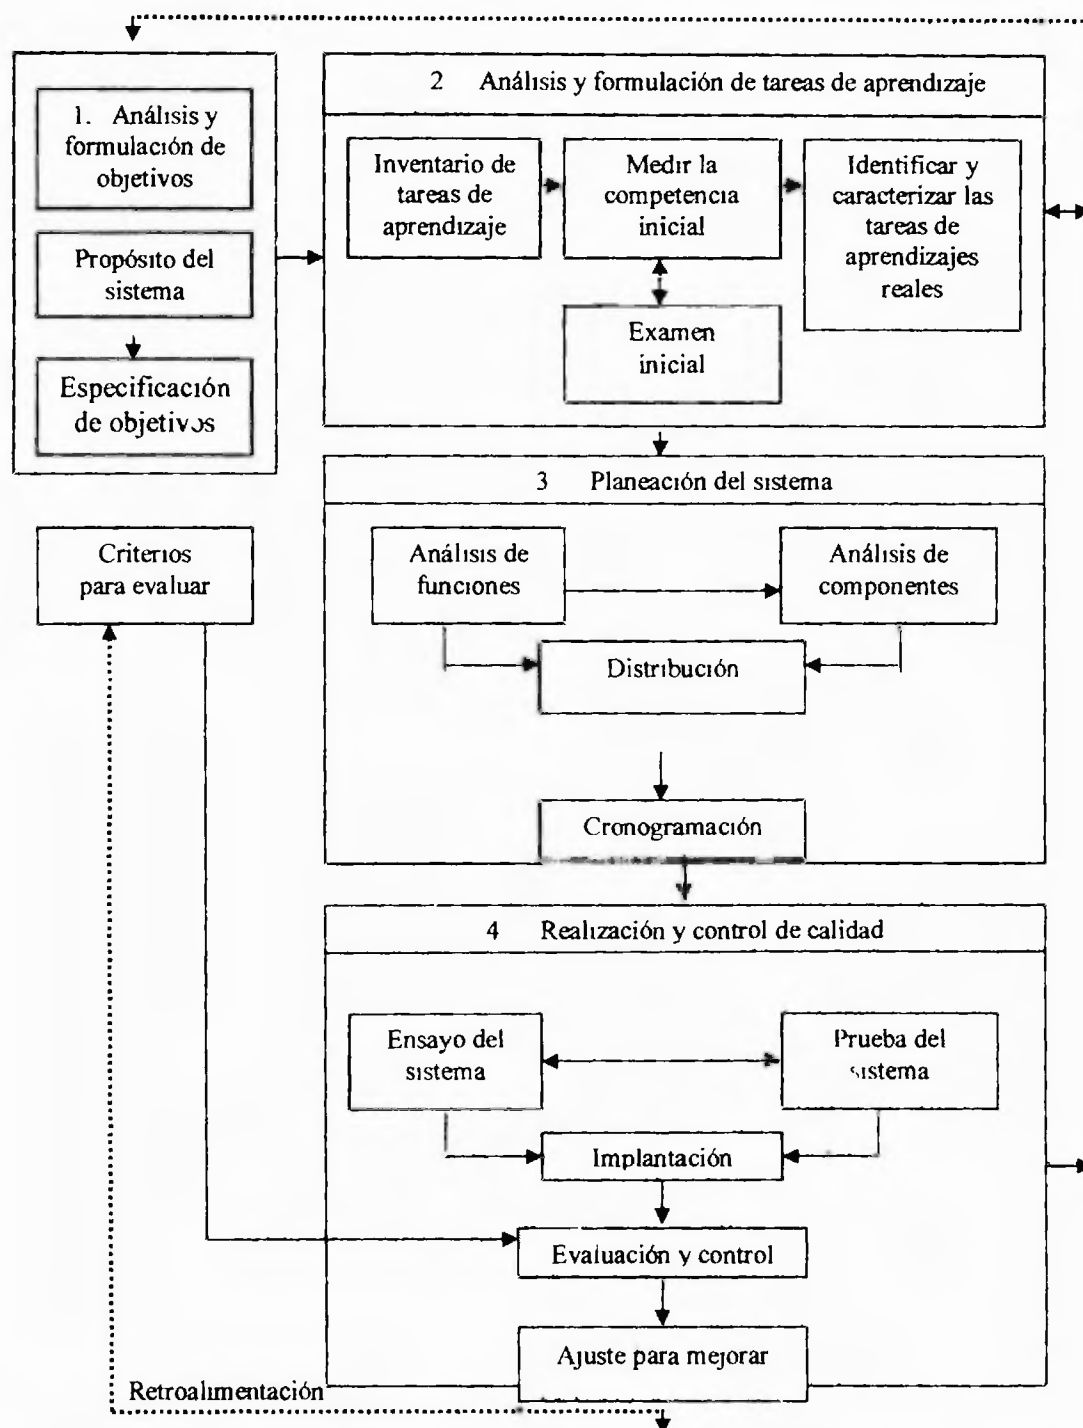 1. Análisis y
formulación de
objetivos
Propósito del
sistema
Especificación
de objetivos
2 Análisis y formulación de tareas de aprendizaje
Inventario de
tareas de
aprendizaje
Medir la
competencia
inicial
Identificar y
caracterizar las
tareas de
aprendizajes
reales
Examen
inicial
3 Planeación del sistema
Criterios
para evaluar
Análisis de
funciones
Análisis de
componentes
Distribución
Cronogramación
4 Realización y control de calidad
Ensayo del
sistema
Prueba del
sistema
Implantación
Evaluación y control
Ajuste para mejorar
Retroalimentación